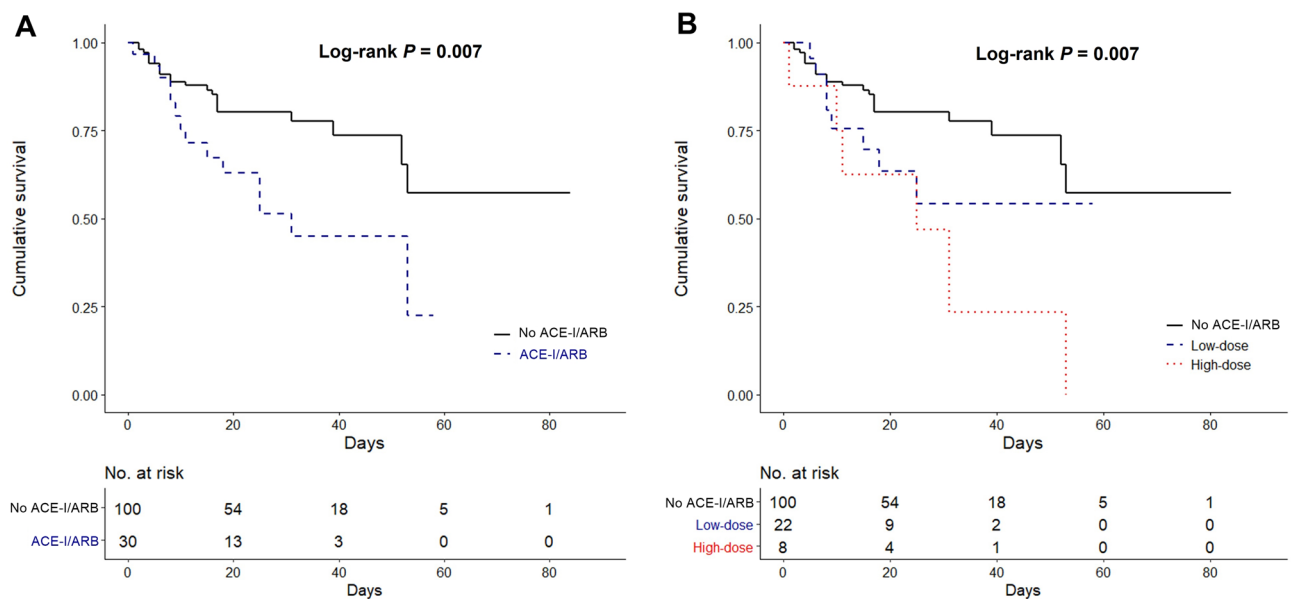 A
Log-rank P = 0.007
Cumulative survival
1.00
0.75
0.50
0.25
0.00
No ACE-I/ARB
ACE-I/ARB
0 20 40 60 80
Days
No. at risk
No ACE-I/ARB 100 54 18 5 1
ACE-I/ARB 30 13 3 0 0
0 20 40 60 80
Days
B
Log-rank P = 0.007
Cumulative survival
1.00
0.75
0.50
0.25
0.00
No ACE-I/ARB
Low-dose
High-dose
0 20 40 60 80
Days
No. at risk
No ACE-I/ARB 100 54 18 5 1
Low-dose 22 9 2 0 0
High-dose 8 4 1 0 0
0 20 40 60 80
Days